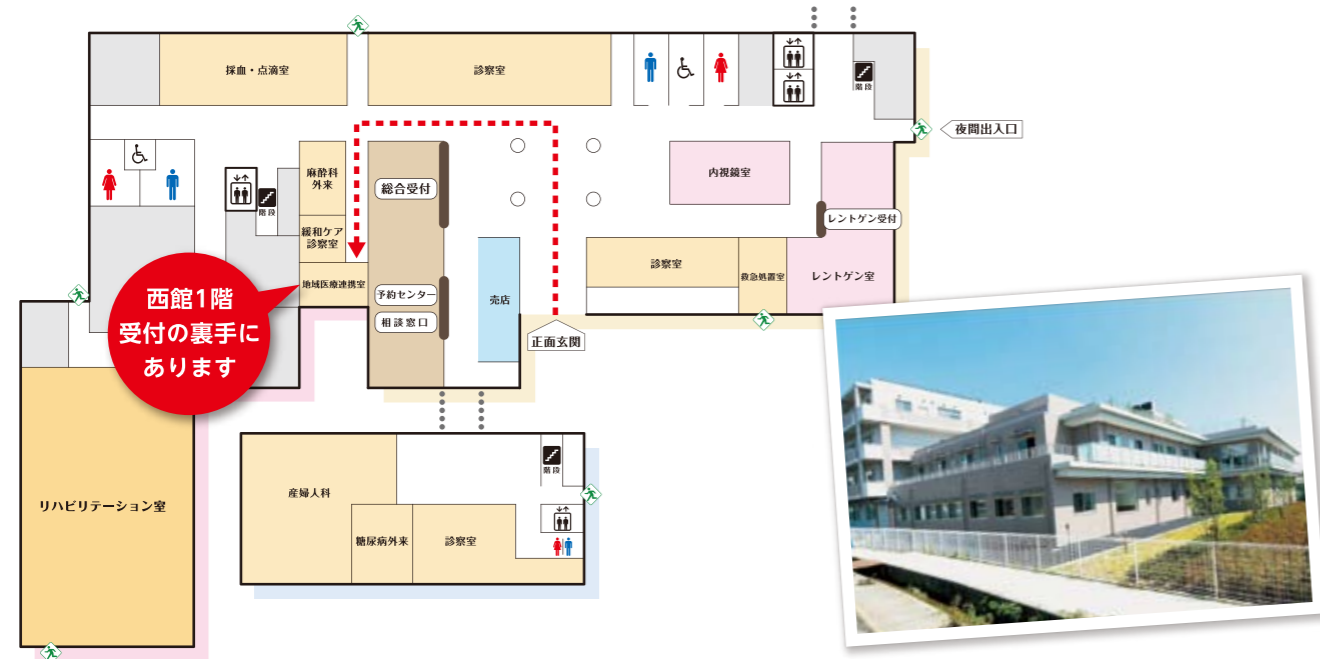 採血・点滴室
診察室
階段
夜間出入口
麻酔科
外来
総合受付
内視鏡室
階段
レントゲン受付
緩和ケア
診察室
診察室
救急処置室
レントゲン室
地域医療連携室
予約センター
売店
相談窓口
正面玄関
西館1階
受付の裏手に
あります
階段
産婦人科
リハビリテーション室
糖尿病外来
診察室